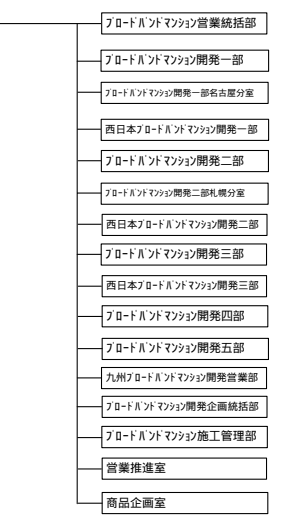 ﾌﾞﾛｰﾄﾞﾊﾞﾝﾄﾞﾏﾝｼｮﾝ営業統括部
ﾌﾞﾛｰﾄﾞﾊﾞﾝﾄﾞﾏﾝｼｮﾝ開発一部
ﾌﾞﾛｰﾄﾞﾊﾞﾝﾄﾞﾏﾝｼｮﾝ開発一部名古屋分室
西日本ﾌﾞﾛｰﾄﾞﾊﾞﾝﾄﾞﾏﾝｼｮﾝ開発一部
ﾌﾞﾛｰﾄﾞﾊﾞﾝﾄﾞﾏﾝｼｮﾝ開発二部
ﾌﾞﾛｰﾄﾞﾊﾞﾝﾄﾞﾏﾝｼｮﾝ開発二部札幌分室
西日本ﾌﾞﾛｰﾄﾞﾊﾞﾝﾄﾞﾏﾝｼｮﾝ開発二部
ﾌﾞﾛｰﾄﾞﾊﾞﾝﾄﾞﾏﾝｼｮﾝ開発三部
西日本ﾌﾞﾛｰﾄﾞﾊﾞﾝﾄﾞﾏﾝｼｮﾝ開発三部
ﾌﾞﾛｰﾄﾞﾊﾞﾝﾄﾞﾏﾝｼｮﾝ開発四部
ﾌﾞﾛｰﾄﾞﾊﾞﾝﾄﾞﾏﾝｼｮﾝ開発五部
九州ﾌﾞﾛｰﾄﾞﾊﾞﾝﾄﾞﾏﾝｼｮﾝ開発営業部
ﾌﾞﾛｰﾄﾞﾊﾞﾝﾄﾞﾏﾝｼｮﾝ開発企画統括部
ﾌﾞﾛｰﾄﾞﾊﾞﾝﾄﾞﾏﾝｼｮﾝ施工管理部
営業推進室
商品企画室